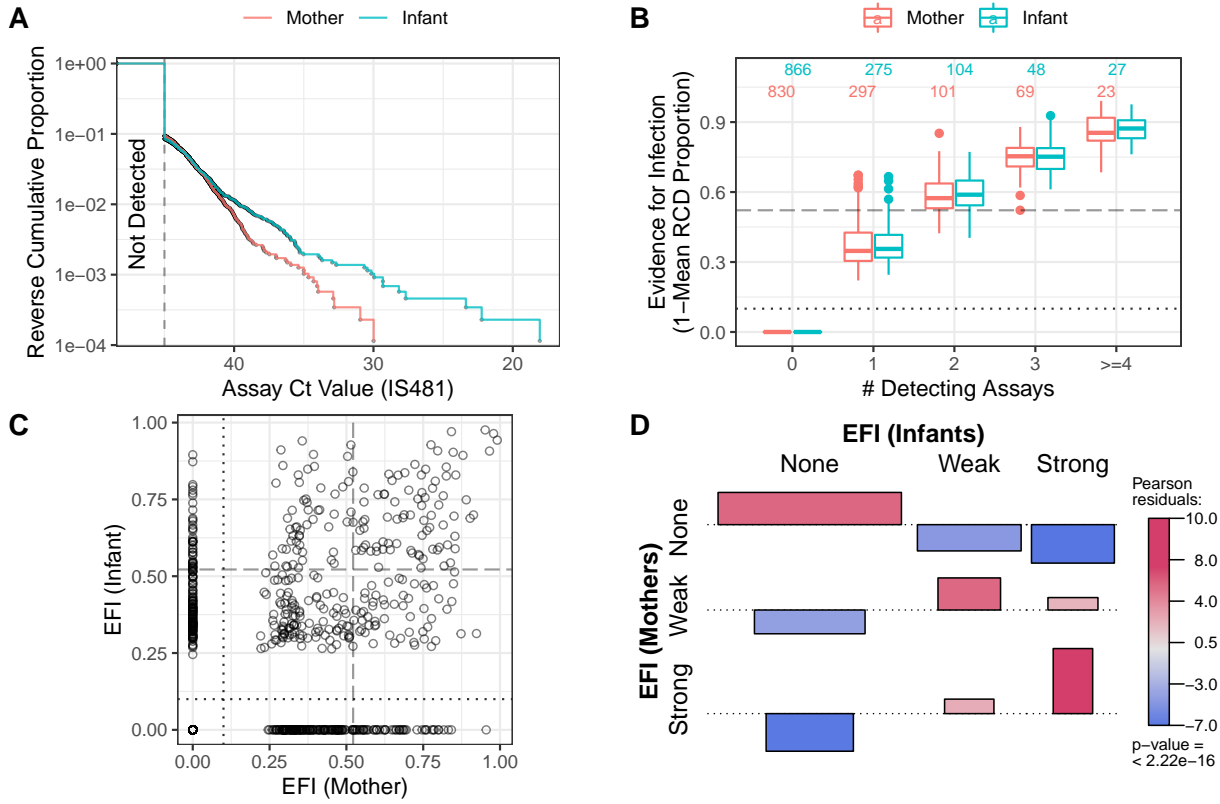 A
Mother
Infant
Reverse Cumulative Proportion
1e+00
1e−01
1e−02
1e−03
1e−04
Not Detected
40
30
20
Assay Ct Value (IS481)
B
a Mother
a Infant
Evidence for Infection
(1−Mean RCD Proportion)
866 275 104 48 27
830 297 101 69 23
0.9
0.6
0.3
0.0
0 1 2 3 >=4
# Detecting Assays
C
EFI (Infant)
1.00
0.75
0.50
0.25
0.00
0.00 0.25 0.50 0.75 1.00
EFI (Mother)
D
EFI (Infants)
None Weak Strong
EFI (Mothers)
None
Weak
Strong
Pearson
residuals:
10.0
8.0
4.0
0.5
−3.0
−7.0
p−value =
< 2.22e−16